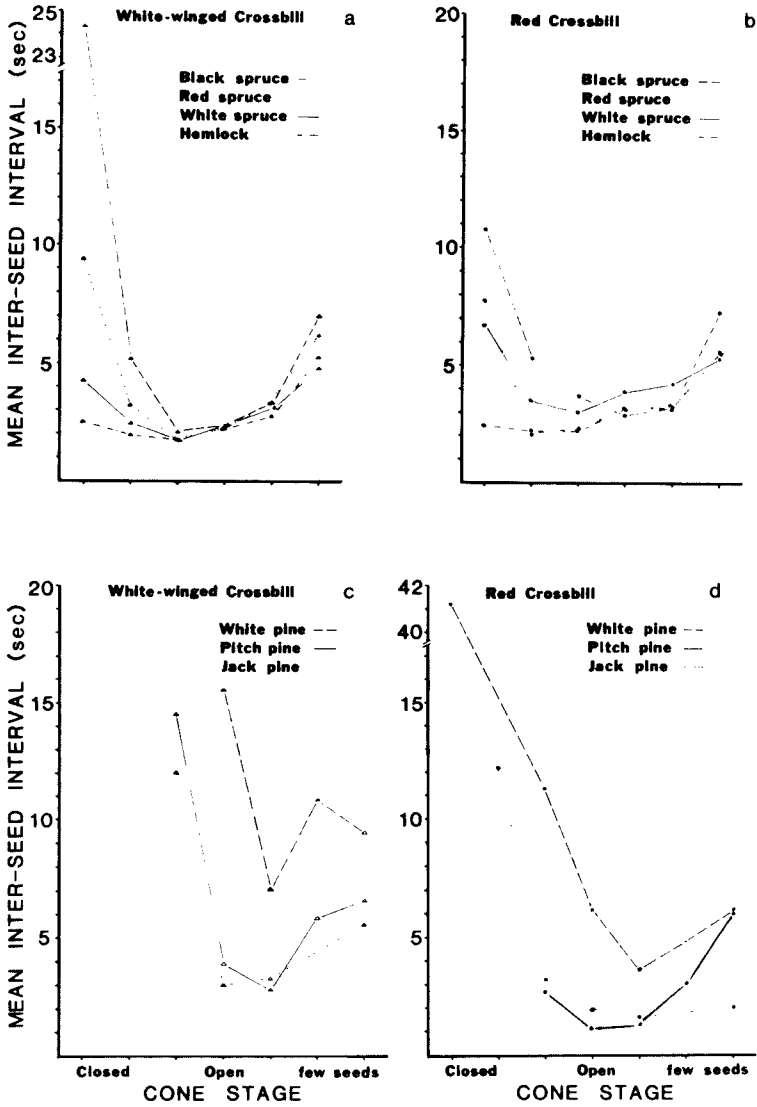 White-winged Crossbill a
25
23
15
10
5
MEAN INTER-SEED INTERVAL (sec)
Black spruce
Red spruce
White spruce
Hemlock
Red Crossbill b
20
15
10
5
Black spruce
Red spruce
White spruce
Hemlock
White-winged Crossbill c
20
15
10
5
MEAN INTER-SEED INTERVAL (sec)
White pine
Pitch pine
Jack pine
Closed Open few seeds
CONE STAGE
Red Crossbill d
42
40
15
10
5
White pine
Pitch pine
Jack pine
Closed Open few seeds
CONE STAGE